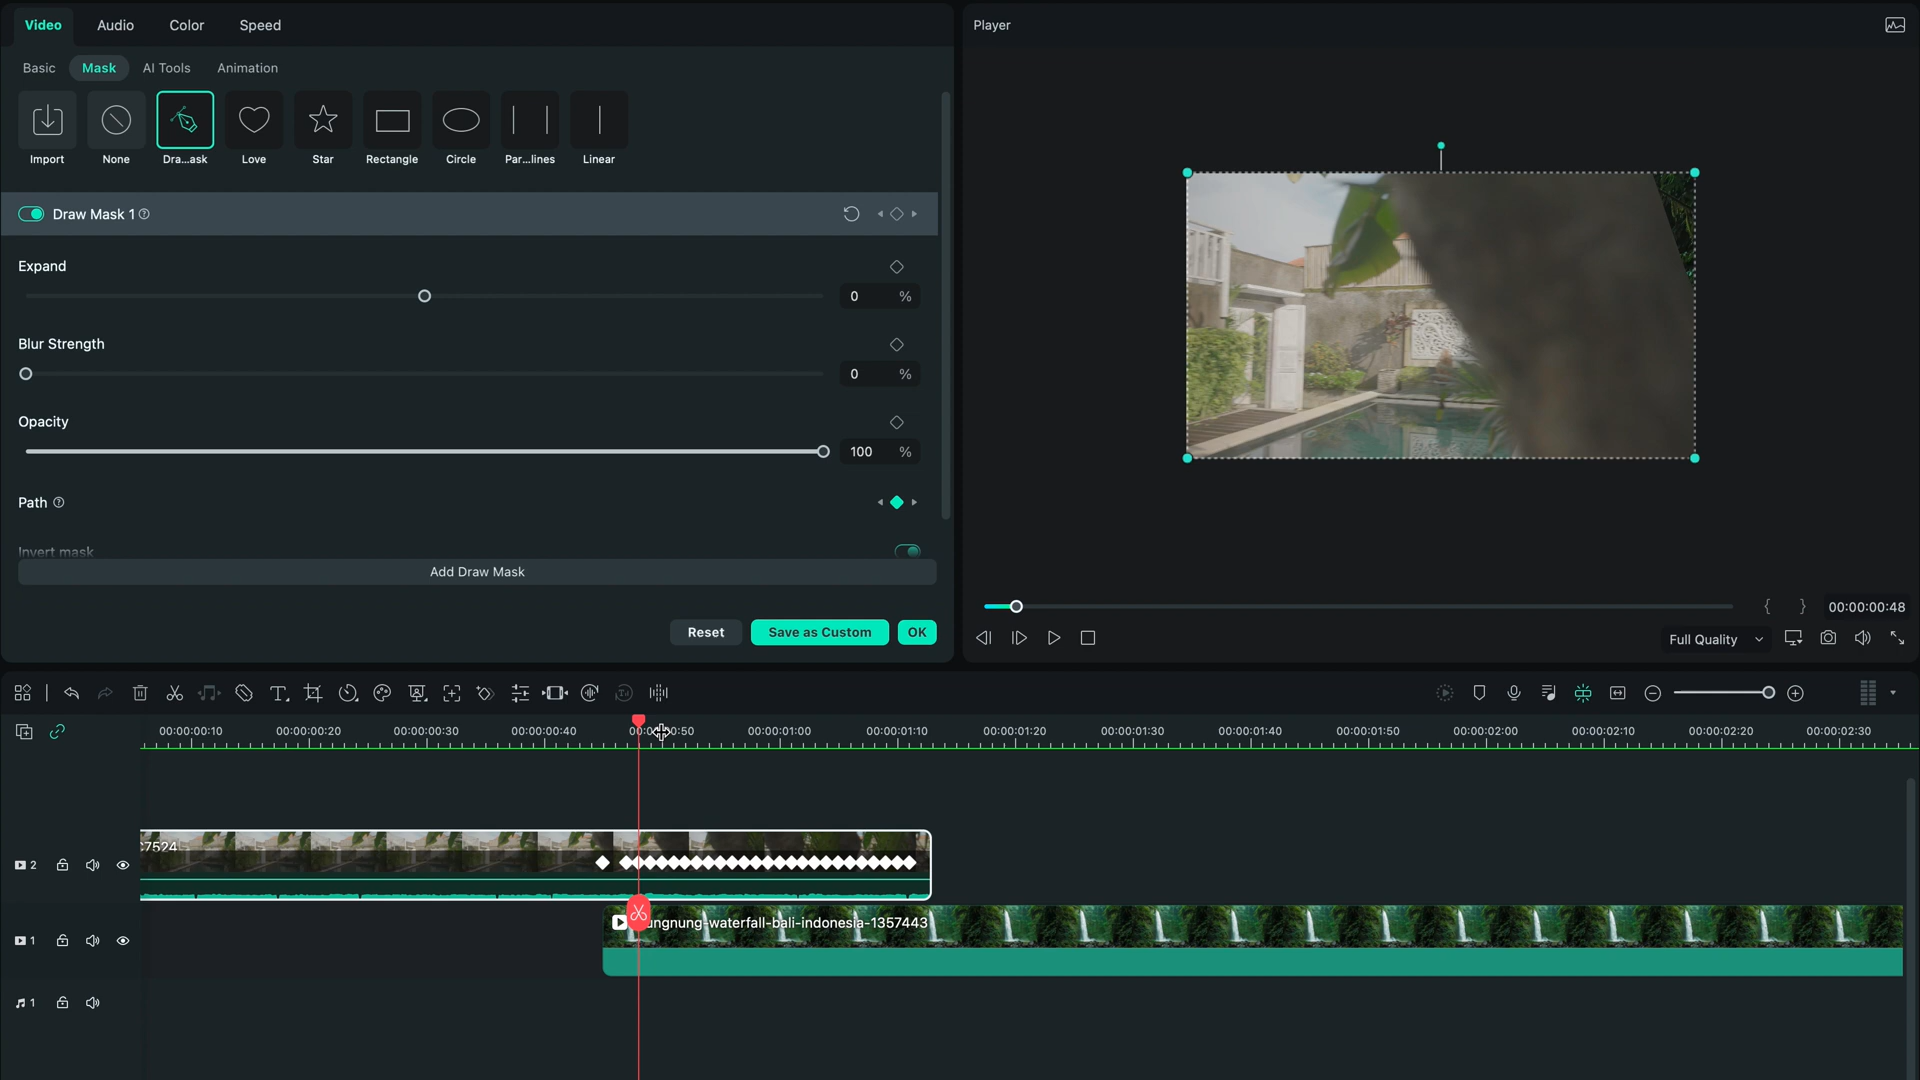 Video Audio Color Speed
Player
Basic Mask AI Tools Animation
Import None Dra...ask Love Star Rectangle Circle Par...lines Linear
Draw Mask 1
Expand
0 %
Blur Strength
0 %
Opacity
100 %
Path
Invert mask
Add Draw Mask
00:00:00:48
Reset Save as Custom OK
Full Quality
00:00:00:10 00:00:00:20 00:00:00:30 00:00:00:40 00:00:01:00 00:00:01:10 00:00:01:20 00:00:01:30 00:00:01:40 00:00:01:50 00:00:02:00 00:00:02:10 00:00:02:20 00:00:02:30
7524
2
ungnung-waterfall-bali-indonesia-1357443
1
1